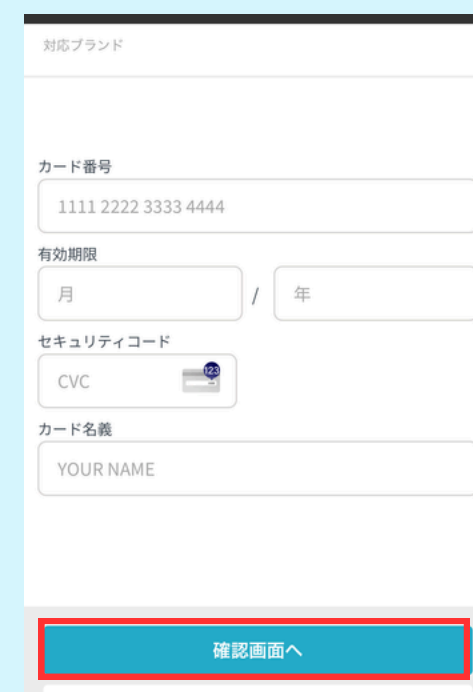 対応ブランド
カード番号
1111 2222 3333 4444
有効期限
月 / 年
セキュリティコード
CVC 123
カード名義
YOUR NAME
確認画面へ